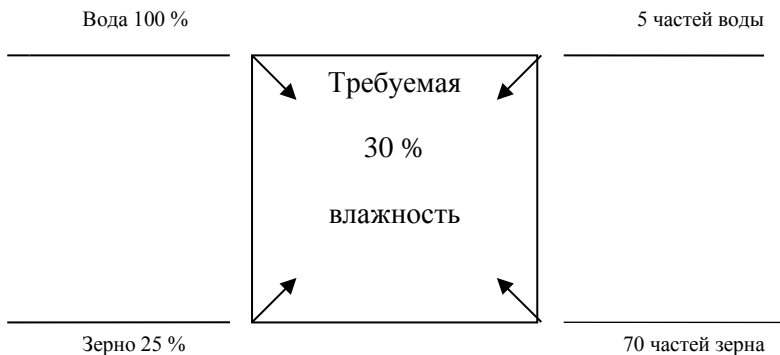 Вода 100 %
5 частей воды
Требуемая
30 %
влажность
Зерно 25 %
70 частей зерна